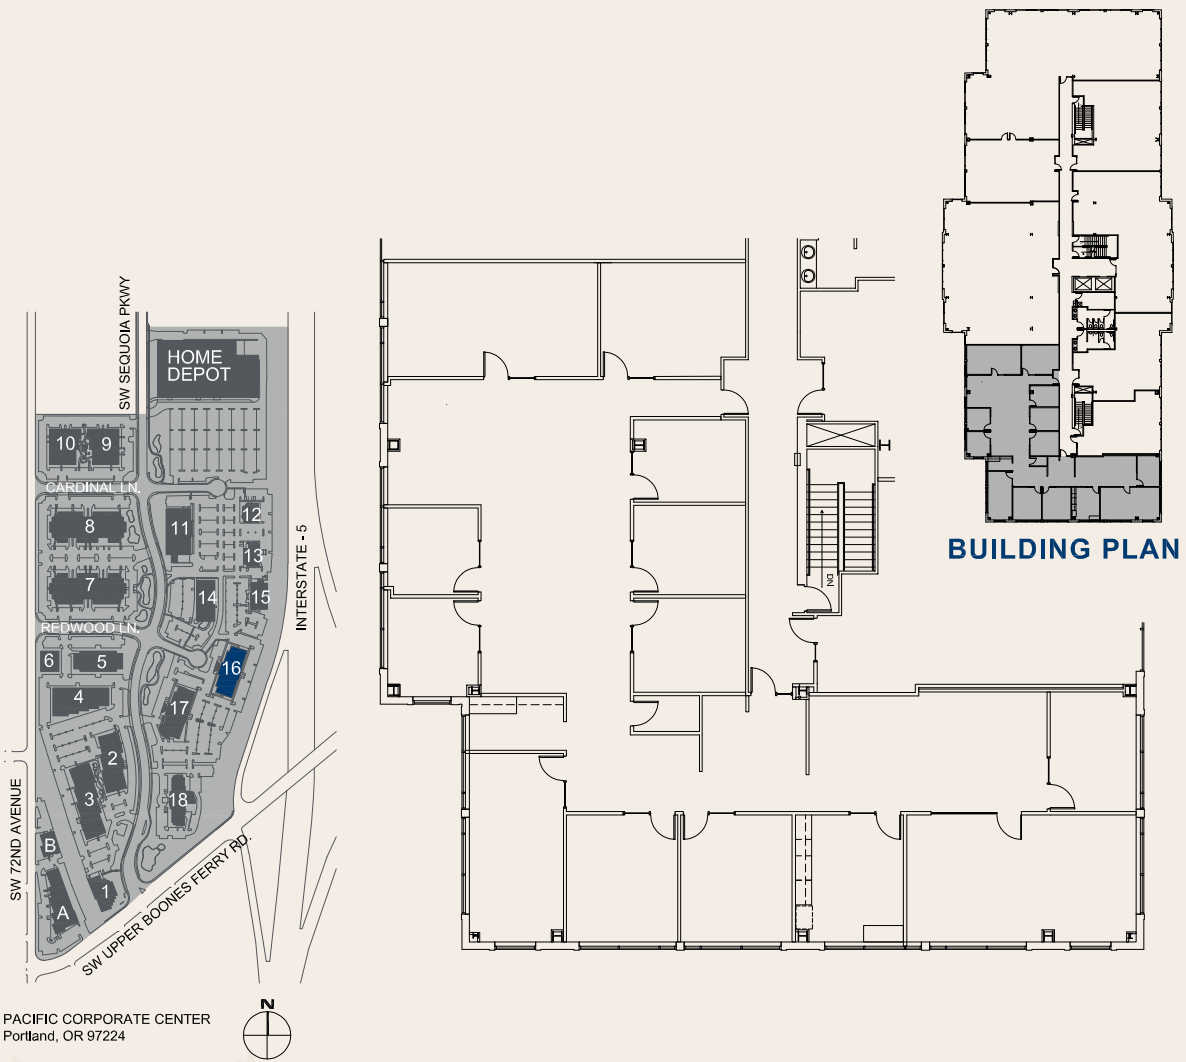 BUILDING PLAN
SW SEQUOIA PKWY
HOME
DEPOT
10
9
CARDINAL LN.
8
11
12
13
INTERSTATE - 5
7
14
15
REDWOOD LN.
6
5
16
4
17
2
3
18
SW 72ND AVENUE
B
1
A
SW UPPER BOONES FERRY RD.
DN
N
PACIFIC CORPORATE CENTER
Portland, OR 97224